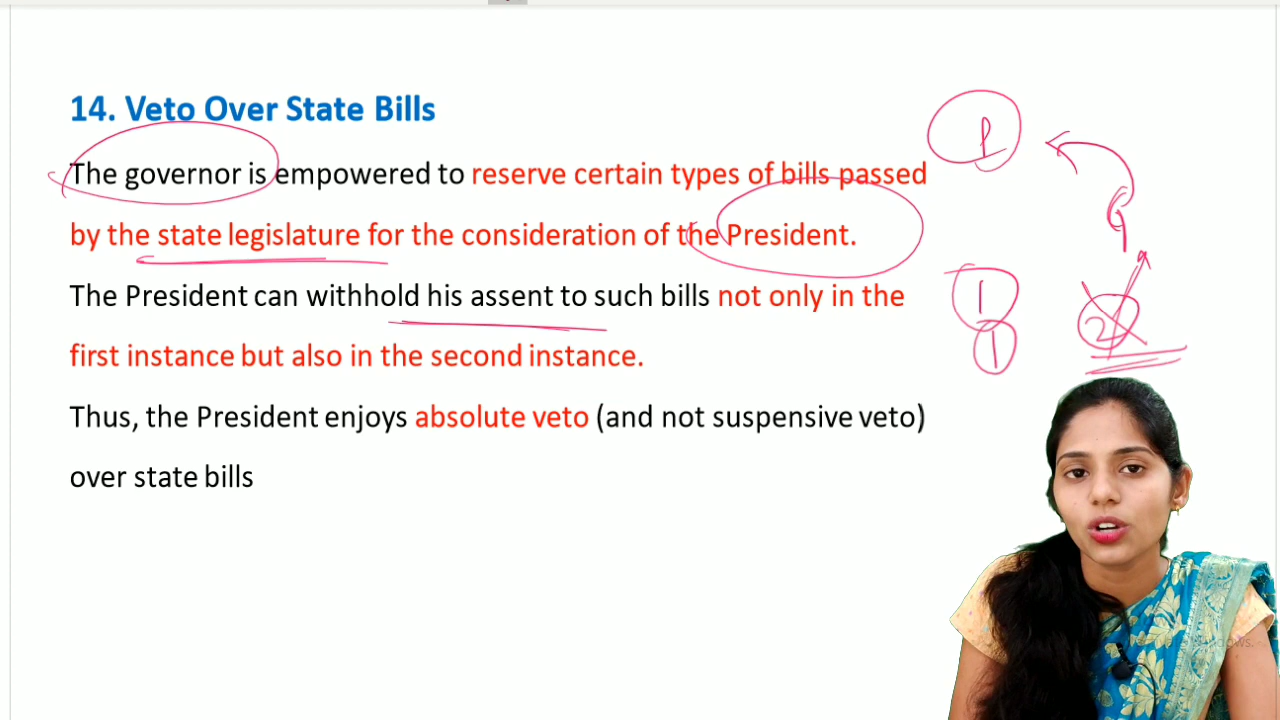 14. Veto Over State Bills
The governor is empowered to reserve certain types of bills passed
by the state legislature for the consideration of the President.
The President can withhold his assent to such bills not only in the
first instance but also in the second instance.
Thus, the President enjoys absolute veto (and not suspensive veto)
over state bills
P
G
1
2
1